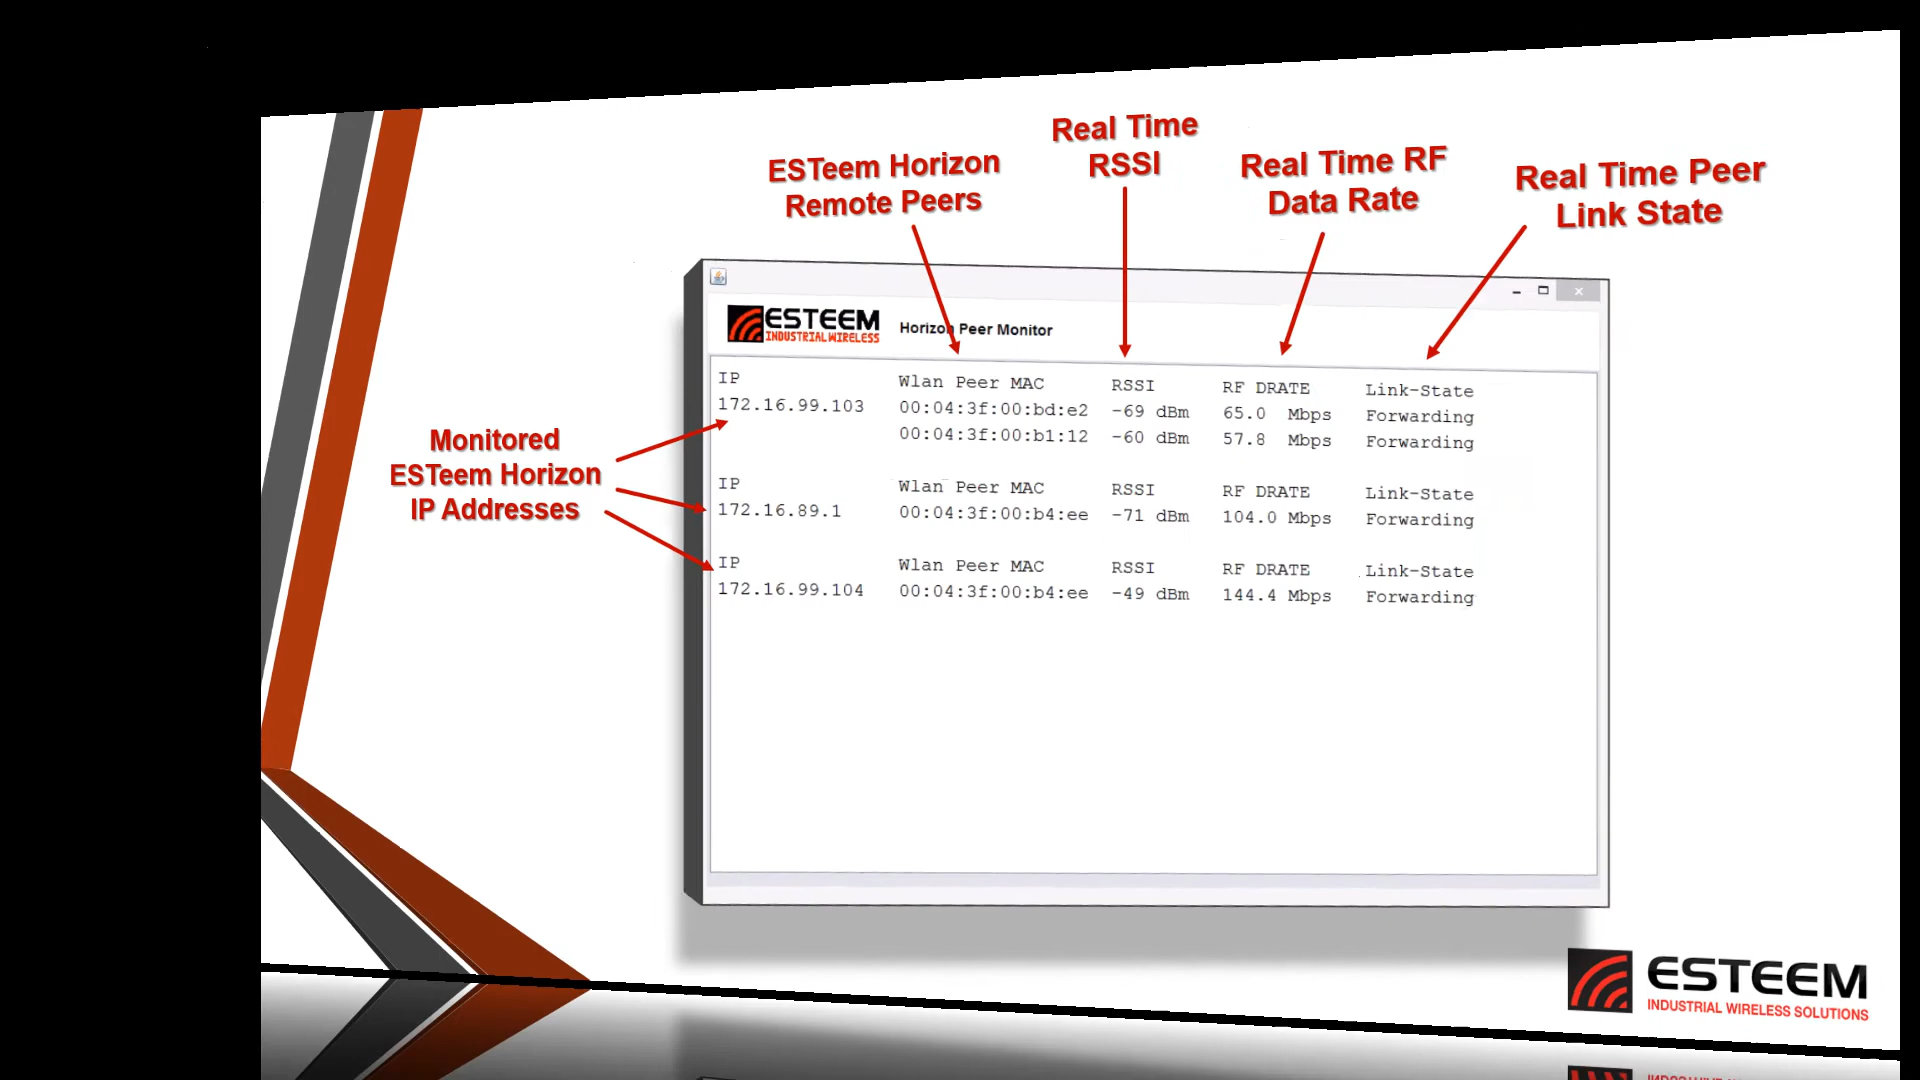 Real Time
RSSI
ESTeem Horizon
Remote Peers
Real Time RF
Data Rate
Real Time Peer
Link State
ESTEEM
INDUSTRIAL WIRELESS
Horizon Peer Monitor
Monitored
ESTeem Horizon
IP Addresses
IP Wlan Peer MAC RSSI RF DRATE Link-State
172.16.99.103 00:04:3f:00:bd:e2 -69 dBm 65.0 Mbps Forwarding
00:04:3f:00:b1:12 -60 dBm 57.8 Mbps Forwarding
IP Wlan Peer MAC RSSI RF DRATE Link-State
172.16.89.1 00:04:3f:00:b4:ee -71 dBm 104.0 Mbps Forwarding
IP Wlan Peer MAC RSSI RF DRATE Link-State
172.16.99.104 00:04:3f:00:b4:ee -49 dBm 144.4 Mbps Forwarding
ESTEEM
INDUSTRIAL WIRELESS SOLUTIONS